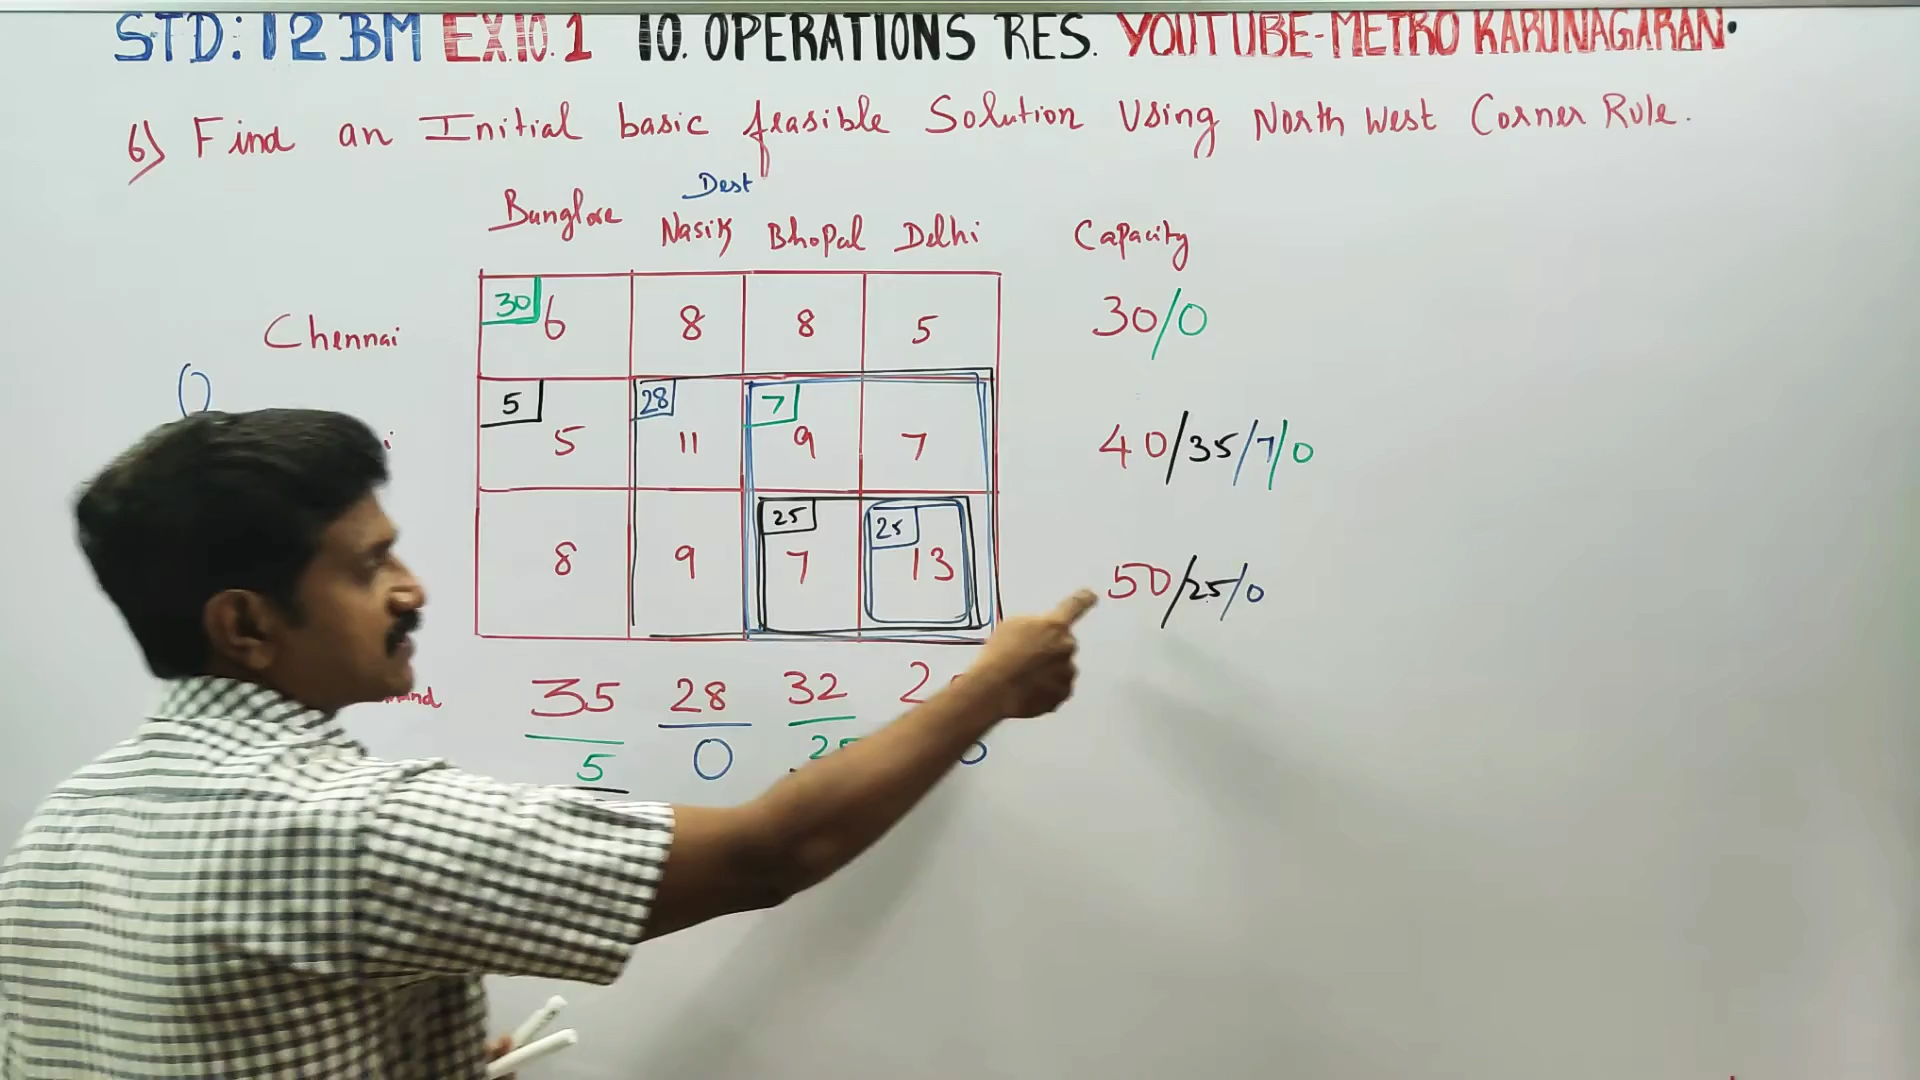 STD: 12 BM EX.10.1 10. OPERATIONS RES. YOUTUBE-METRO KARUNAGARAN.
6) Find an Initial basic feasible Solution Using North West Corner Rule.
Dest
Banglore Nasik Bhopal Delhi Capacity
Chennai 30 6 8 8 5 30/0
O
5 5 28 11 7 9 7 40/35/7/0
8 9 25 7 25 13 50/25/0
35 28 32
5 0 25 0